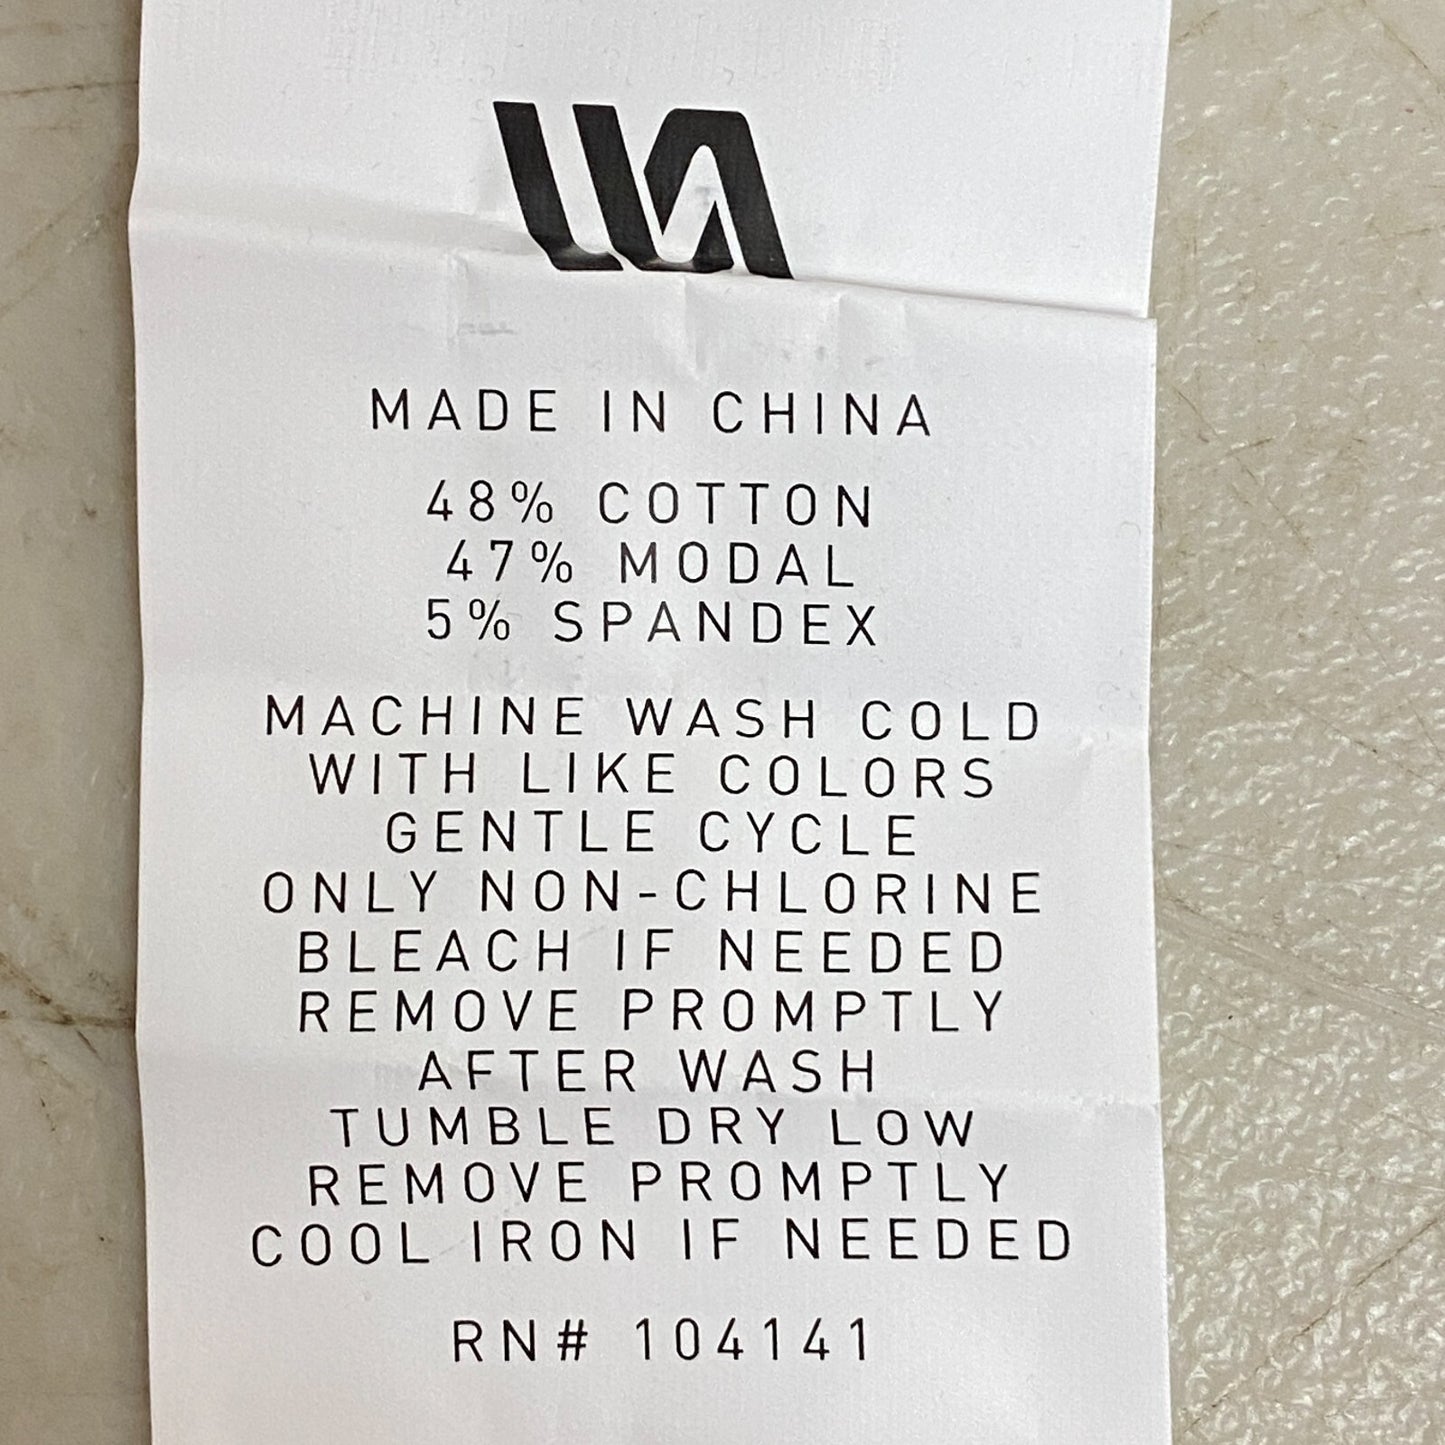 MADE IN CHINA
48% COTTON
47% MODAL
5% SPANDEX
MACHINE WASH COLD
WITH LIKE COLORS
GENTLE CYCLE
ONLY NON-CHLORINE
BLEACH IF NEEDED
REMOVE PROMPTLY
AFTER WASH
TUMBLE DRY LOW
REMOVE PROMPTLY
COOL IRON IF NEEDED
RN# 104141